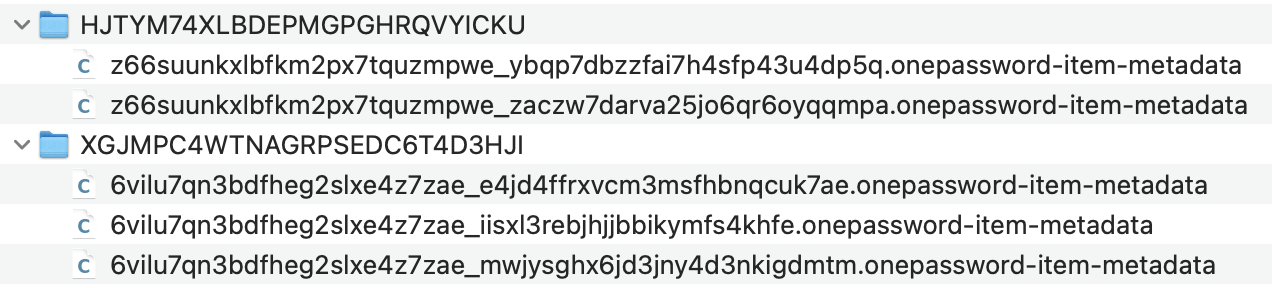 HJTYM74XLBDEPMGPGHRQVYICKU
z66suunkxlbfkm2px7tquzmpwe_ybqp7dbzzfai7h4sfp43u4dp5q.onepassword-item-metadata
z66suunkxlbfkm2px7tquzmpwe_zaczw7darva25jo6qr6oyqqmpa.onepassword-item-metadata
XGJMPC4WTNAGRPSEDC6T4D3HJI
6vilu7qn3bdfheg2slxe4z7zae_e4jd4ffrxvcm3msfhbnqcuk7ae.onepassword-item-metadata
6vilu7qn3bdfheg2slxe4z7zae_iisxl3rebjhjjbbikymfs4khfe.onepassword-item-metadata
6vilu7qn3bdfheg2slxe4z7zae_mwjysghx6jd3jny4d3nkigdmtm.onepassword-item-metadata